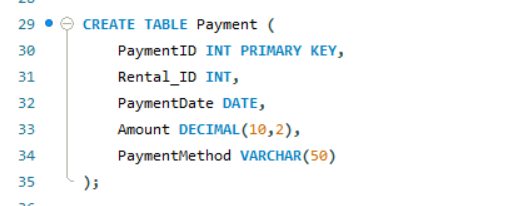 29 CREATE TABLE Payment (
30 PaymentID INT PRIMARY KEY,
31 Rental_ID INT,
32 PaymentDate DATE,
33 Amount DECIMAL(10,2),
34 PaymentMethod VARCHAR(50)
35 );